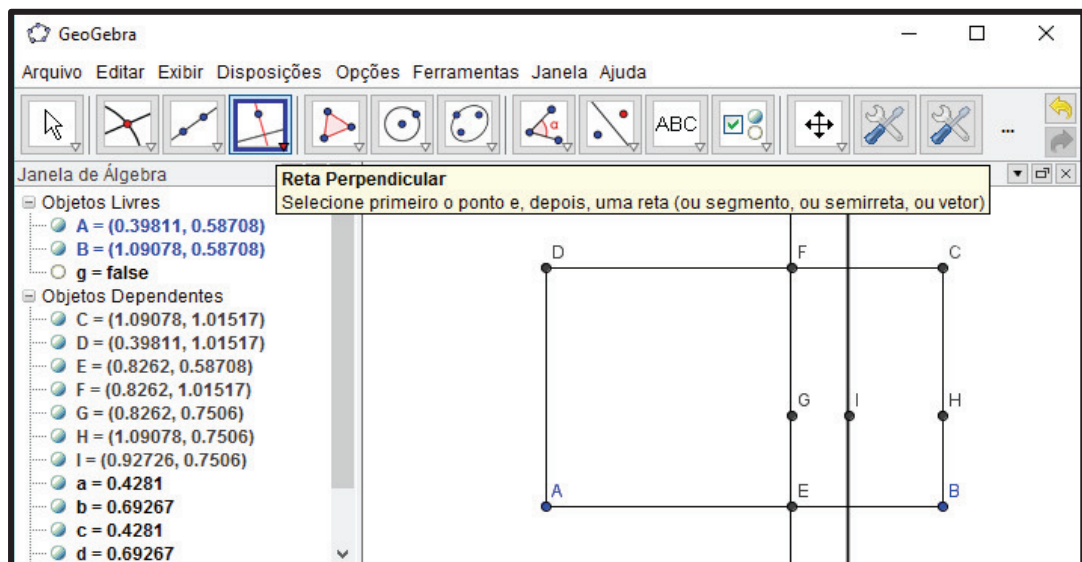 GeoGebra
Arquivo Editar Exibir Disposições Opções Ferramentas Janela Ajuda
ABC
...
Janela de Álgebra
Reta Perpendicular
Selecione primeiro o ponto e, depois, uma reta (ou segmento, ou semirreta, ou vetor)
Objetos Livres
A = (0.39811, 0.58708)
B = (1.09078, 0.58708)
g = false
Objetos Dependentes
C = (1.09078, 1.01517)
D = (0.39811, 1.01517)
E = (0.8262, 0.58708)
F = (0.8262, 1.01517)
G = (0.8262, 0.7506)
H = (1.09078, 0.7506)
I = (0.92726, 0.7506)
a = 0.4281
b = 0.69267
c = 0.4281
d = 0.69267
D F C
G I H
A E B